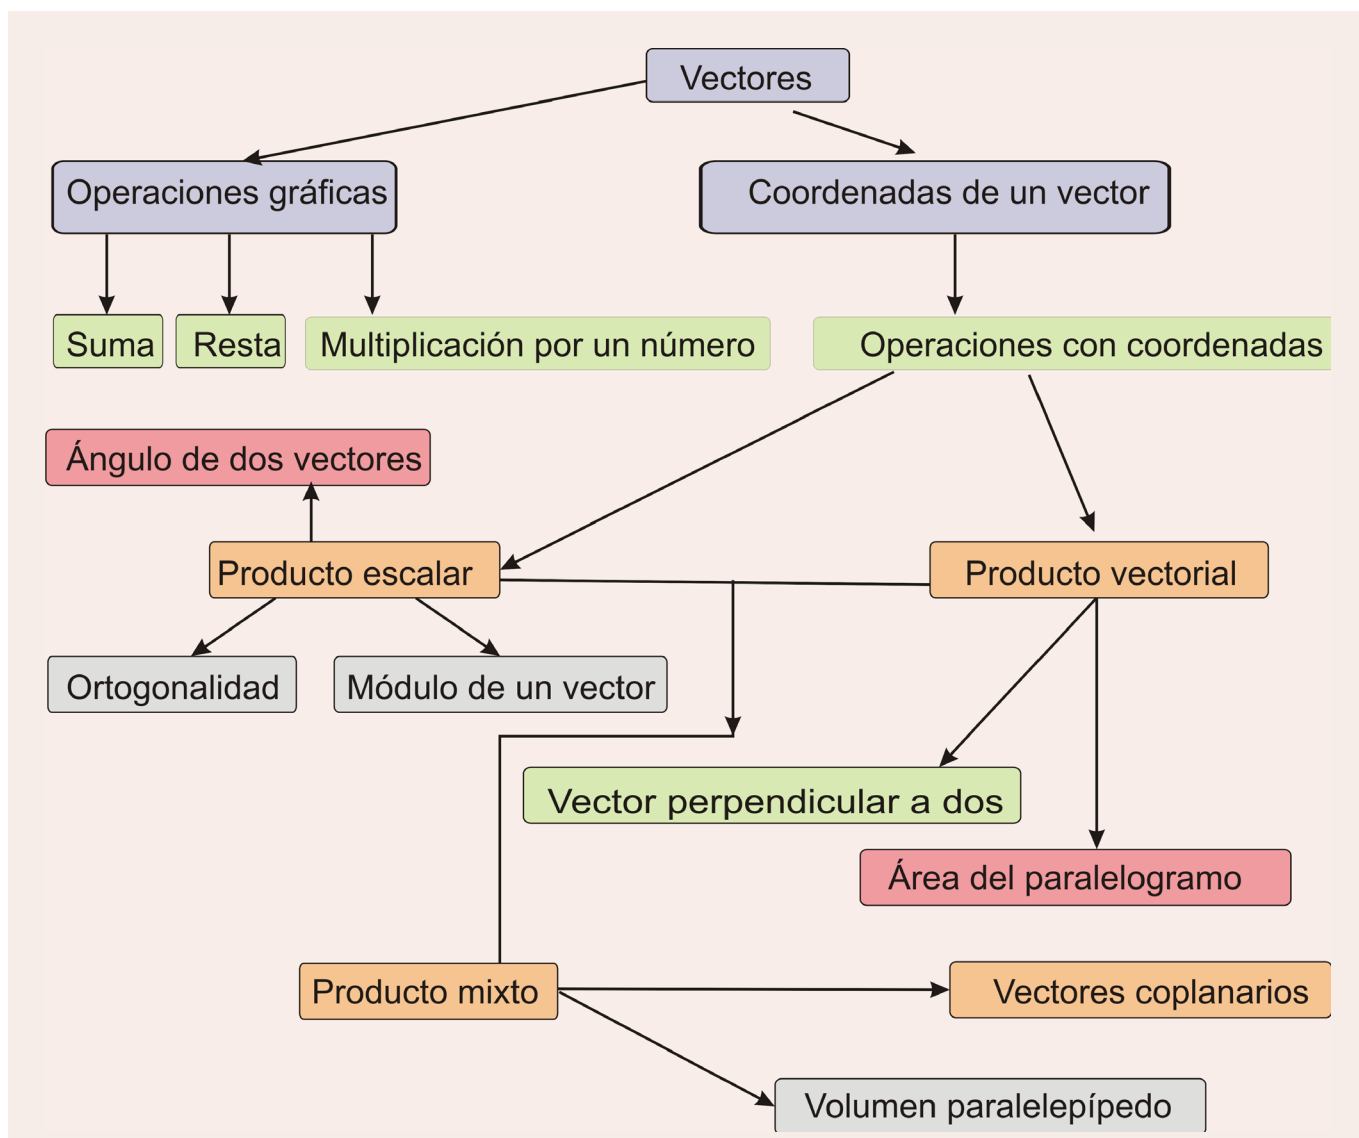 Vectores
Operaciones gráficas
Coordenadas de un vector
Suma
Resta
Multiplicación por un número
Operaciones con coordenadas
Ángulo de dos vectores
Producto escalar
Producto vectorial
Ortogonalidad
Módulo de un vector
Vector perpendicular a dos
Área del paralelogramo
Producto mixto
Vectores coplanarios
Volumen paralelepípedo